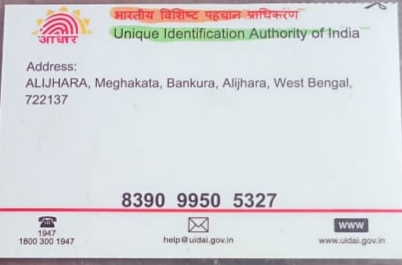 भारतीय विशिष्ट पहचान प्राधिकरण
आधार
Unique Identification Authority of India
Address:
ALIJHARA, Meghakata, Bankura, Alijhara, West Bengal,
722137
8390 9950 5327
1947
1800 300 1947
help@uidai.gov.in
WWW
www.uidai.gov.in